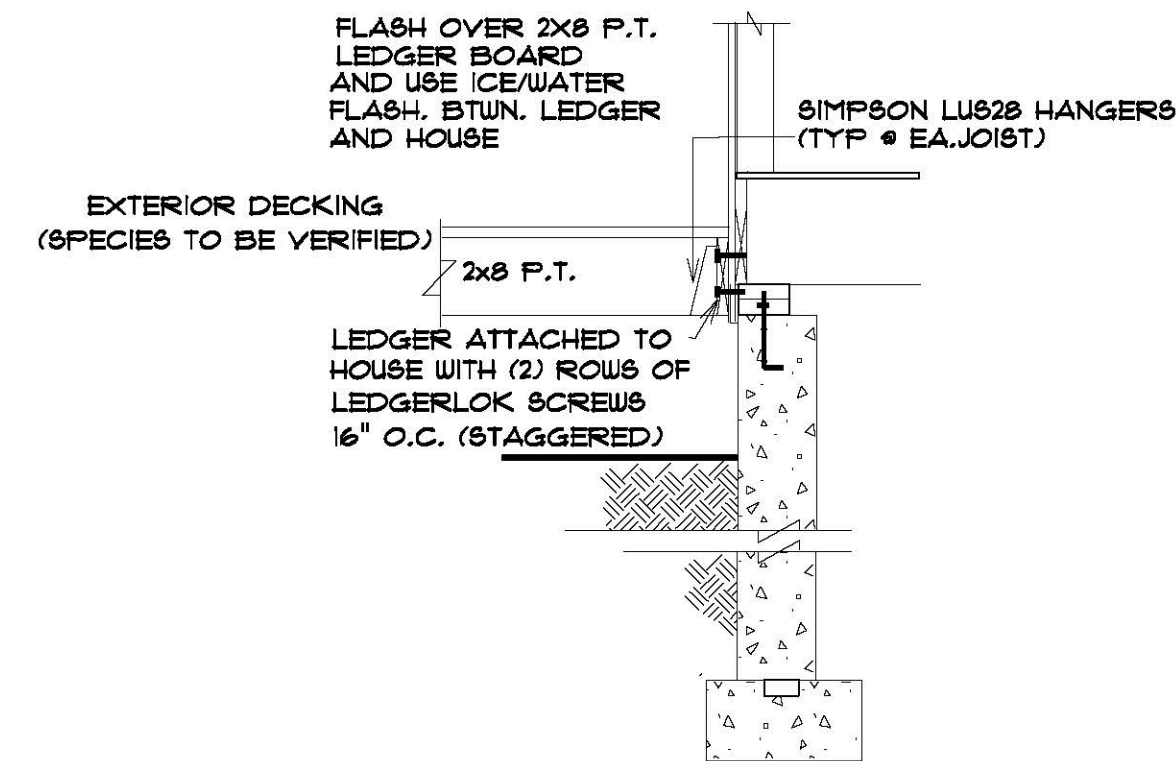 FLASH OVER 2X8 P.T.
LEDGER BOARD
AND USE ICE/WATER
FLASH. BTWN. LEDGER
AND HOUSE
SIMPSON LUS28 HANGERS
(TYP @ EA.JOIST)
EXTERIOR DECKING
(SPECIES TO BE VERIFIED)
2x8 P.T.
LEDGER ATTACHED TO
HOUSE WITH (2) ROWS OF
LEDGERLOK SCREWS
16" O.C. (STAGGERED)